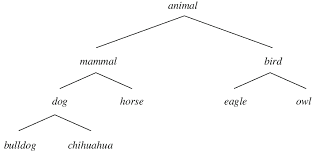 animal
mammal bird
dog horse eagle owl
bulldog chihuahua